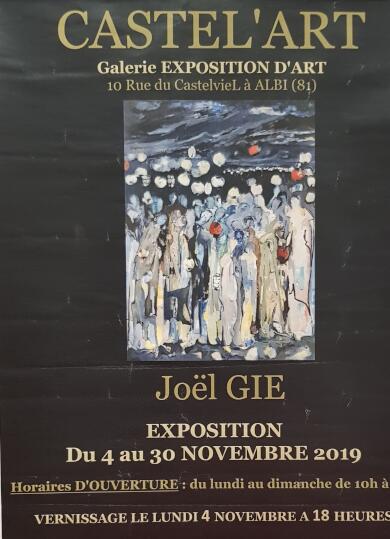 CASTEL'ART
Galerie EXPOSITION D'ART
10 Rue du CastelvieL à ALBI (81)
Joël GIE
EXPOSITION
Du 4 au 30 NOVEMBRE 2019
Horaires D'OUVERTURE : du lundi au dimanche de 10h à
VERNISSAGE LE LUNDI 4 NOVEMBRE A 18 HEURES